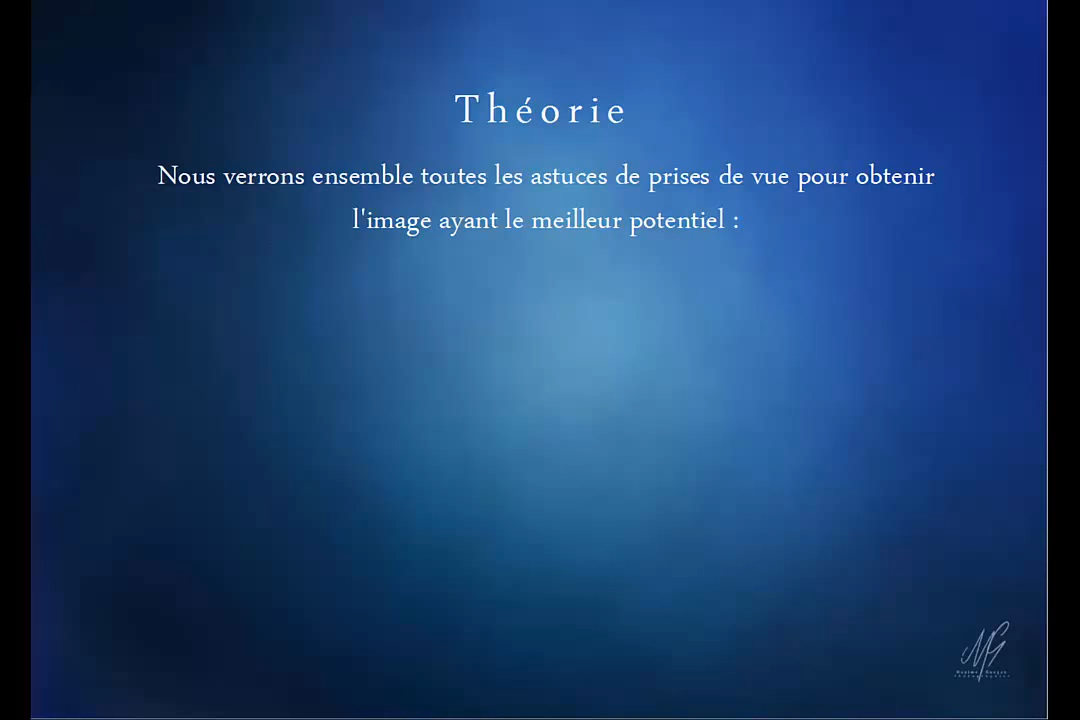 Théorie
Nous verrons ensemble toutes les astuces de prises de vue pour obtenir
l'image ayant le meilleur potentiel :